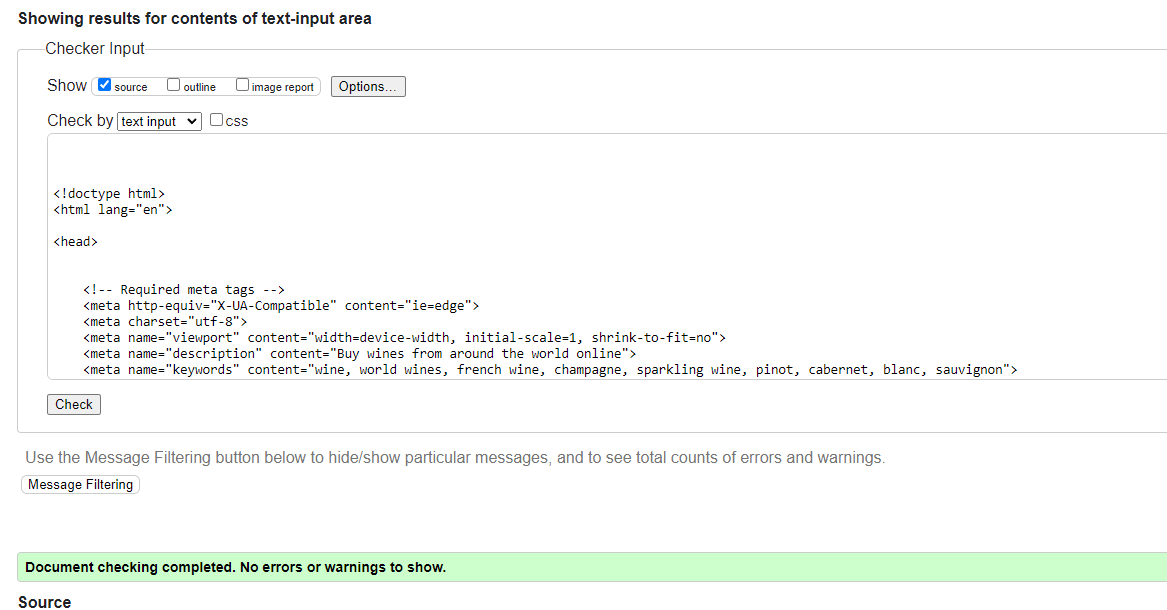 Showing results for contents of text-input area
Checker Input
Show source outline image report Options...
Check by text input css
<!doctype html>
<html lang="en">
<head>
<!-- Required meta tags -->
<meta http-equiv="X-UA-Compatible" content="ie=edge">
<meta charset="utf-8">
<meta name="viewport" content="width=device-width, initial-scale=1, shrink-to-fit=no">
<meta name="description" content="Buy wines from around the world online">
<meta name="keywords" content="wine, world wines, french wine, champagne, sparkling wine, pinot, cabernet, blanc, sauvignon">
Check
Use the Message Filtering button below to hide/show particular messages, and to see total counts of errors and warnings.
Message Filtering
Document checking completed. No errors or warnings to show.
Source